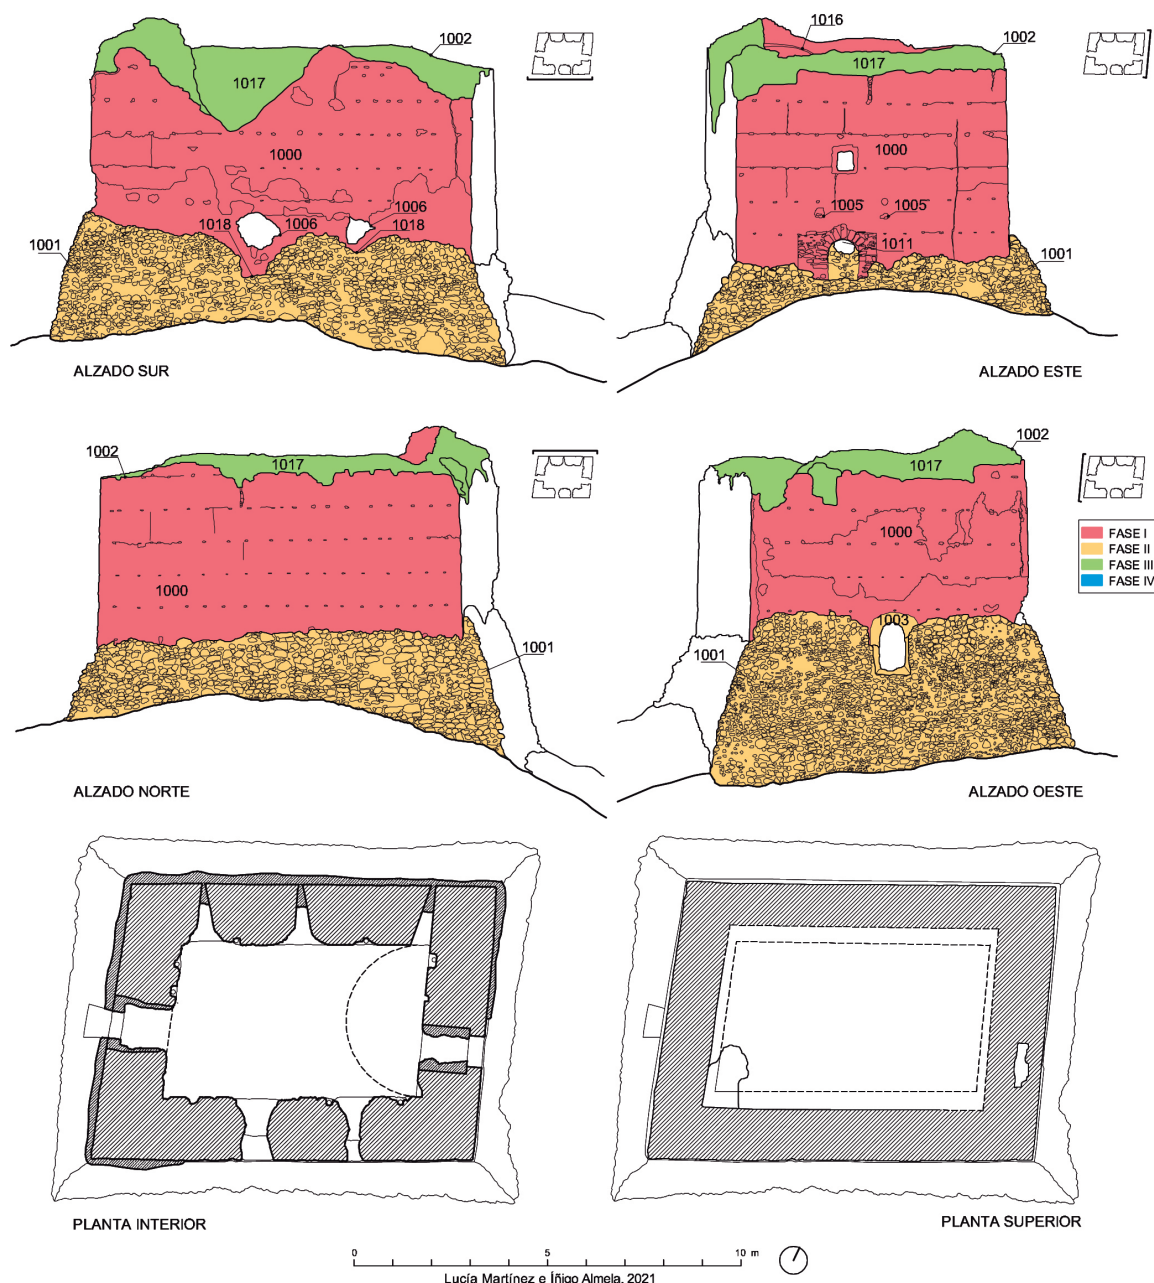 1002
1017
1000
1018
1006
1006
1018
1001
ALZADO SUR
1016
1002
1017
1000
1005
1005
1011
1001
ALZADO ESTE
1002
1017
1000
1001
ALZADO NORTE
1002
1017
1000
1003
1001
ALZADO OESTE
FASE I
FASE II
FASE III
FASE IV
PLANTA INTERIOR
PLANTA SUPERIOR
0 5 10 m
Lucía Martínez e Íñigo Almela, 2021